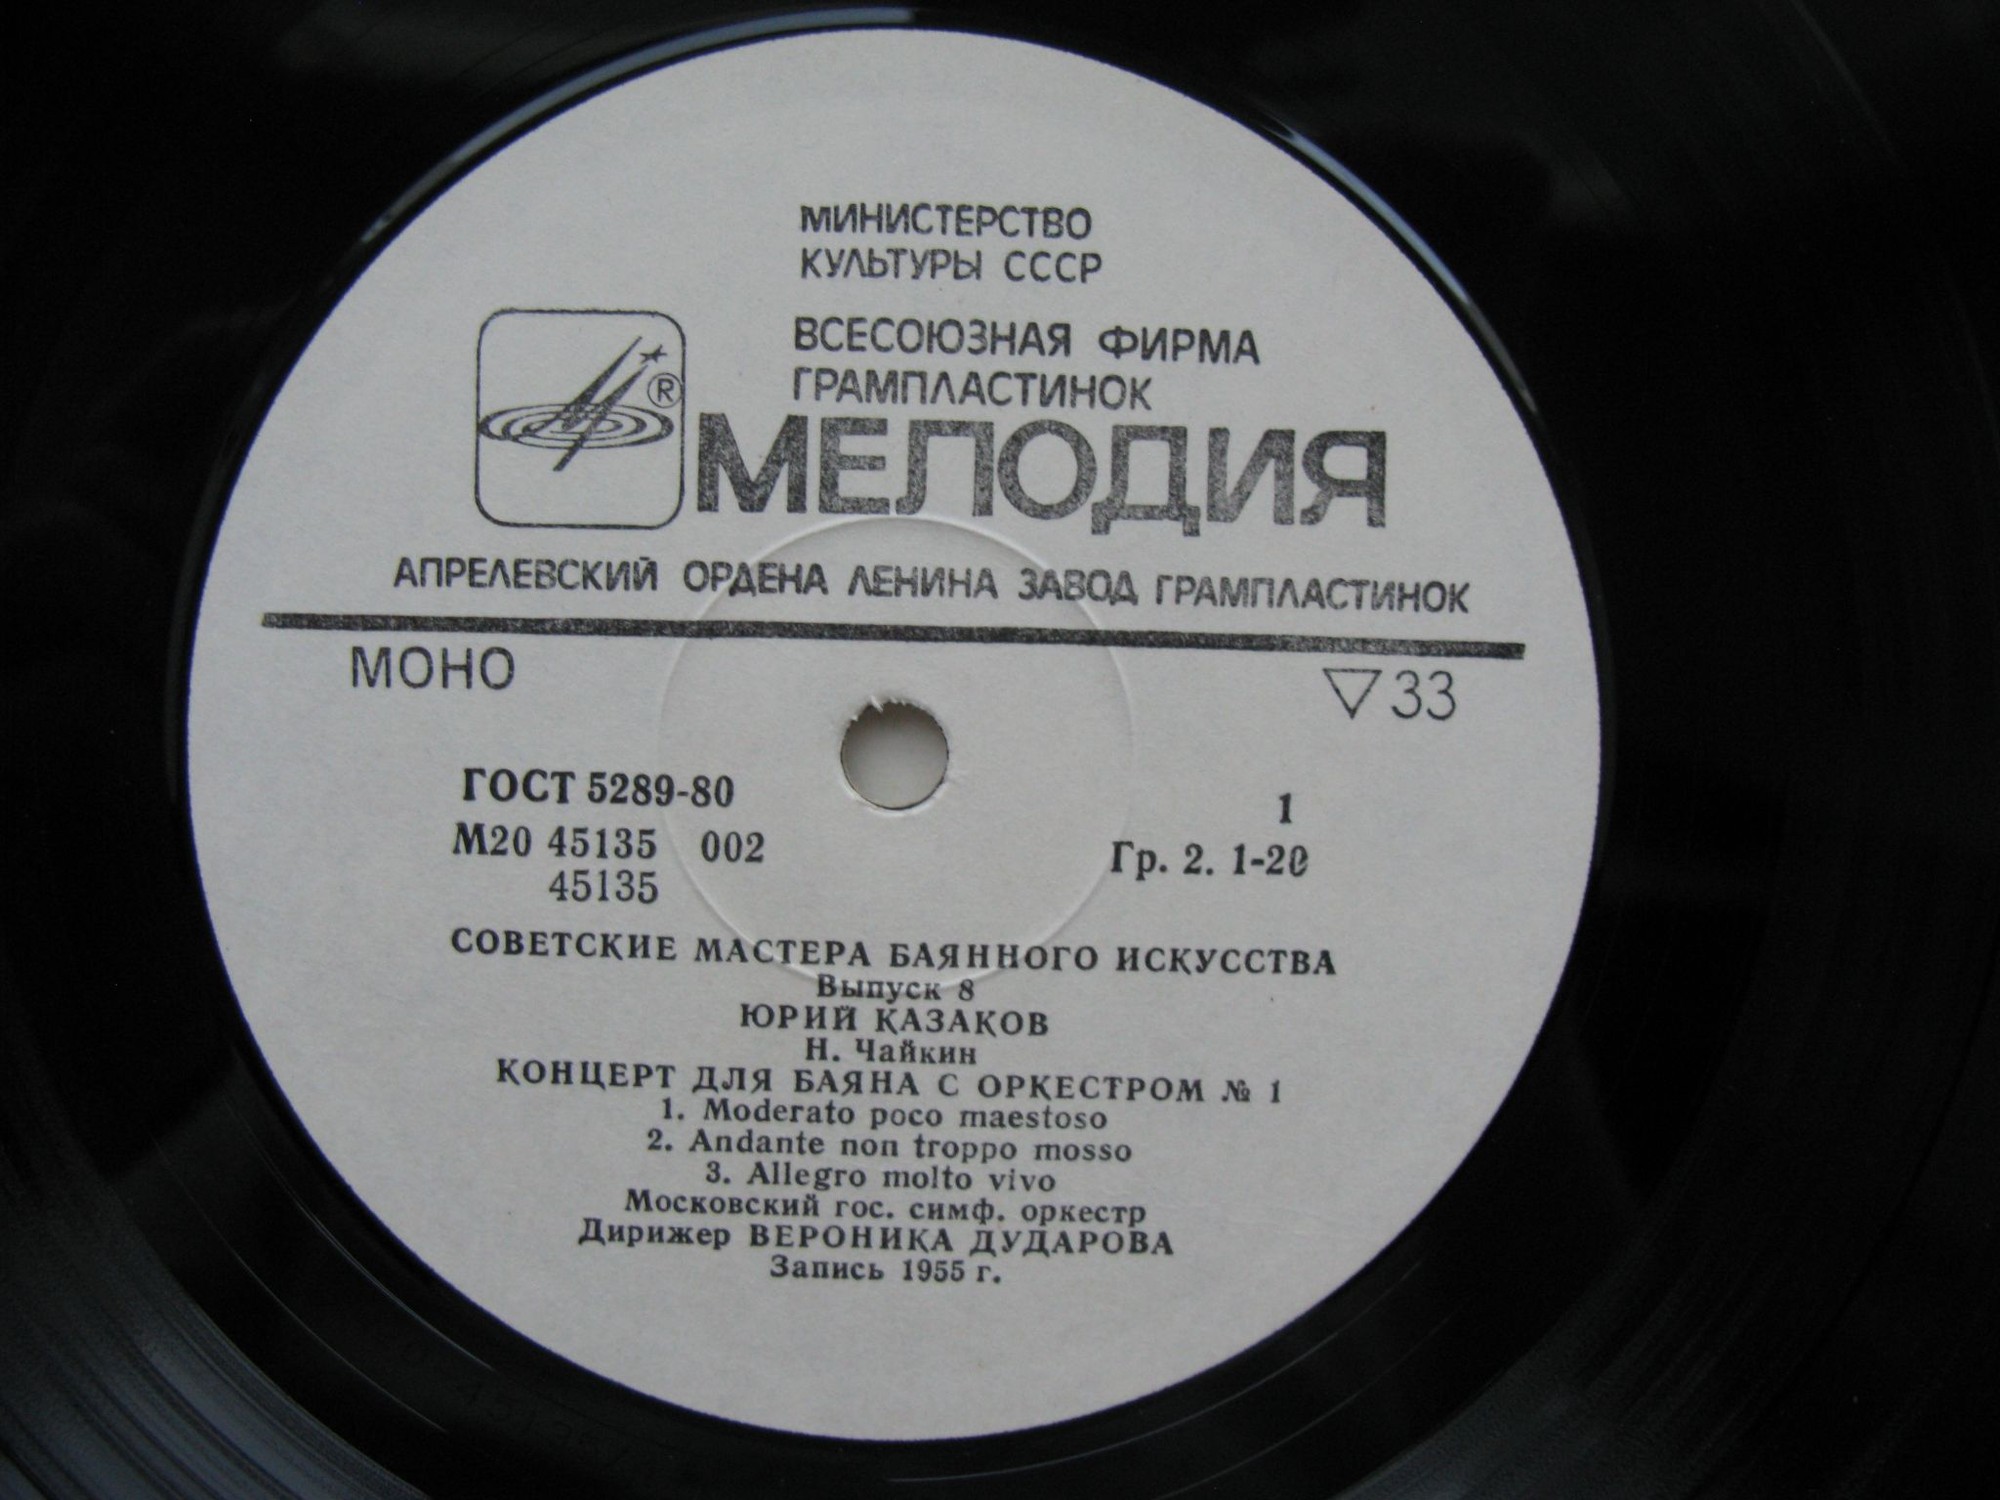 МИНИСТЕРСТВО
КУЛЬТУРЫ СССР
ВСЕСОЮЗНАЯ ФИРМА
ГРАМПЛАСТИНОК
®
МЕЛОДИЯ
АПРЕЛЕВСКИЙ ОРДЕНА ЛЕНИНА ЗАВОД ГРАМПЛАСТИНОК
МОНО
▽33
ГОСТ 5289-80
1
М20 45135 002
Гр. 2. 1-20
45135
СОВЕТСКИЕ МАСТЕРА БАЯННОГО ИСКУССТВА
Выпуск 8
ЮРИЙ КАЗАКОВ
Н. Чайкин
КОНЦЕРТ ДЛЯ БАЯНА С ОРКЕСТРОМ № 1
1. Moderato poco maestoso
2. Andante non troppo mosso
3. Allegro molto vivo
Московский гос. симф. оркестр
Дирижер ВЕРОНИКА ДУДАРОВА
Запись 1955 г.